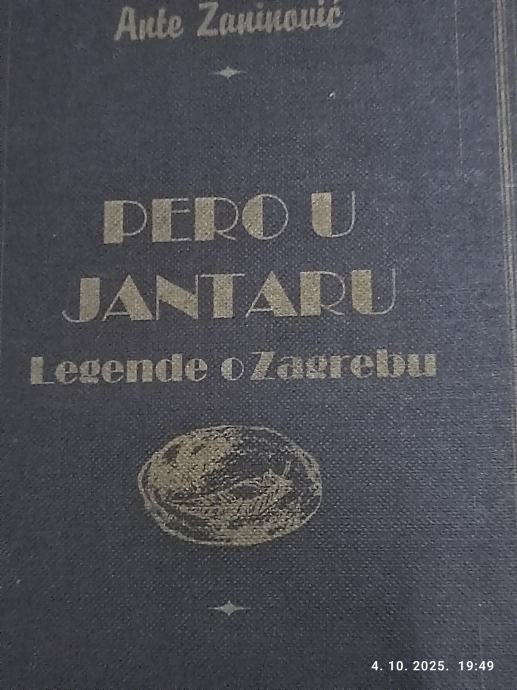 Ante Zaninović
PERO U
JANTARU
Legende o Zagrebu
4. 10. 2025. 19:49